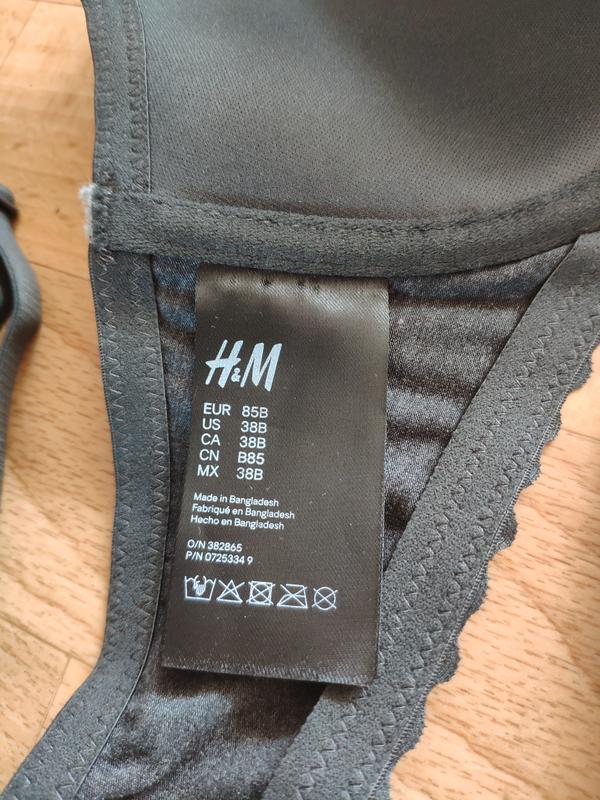 H&M
EUR 85B
US 38B
CA 38B
CN B85
MX 38B
Made in Bangladesh
Fabriqué en Bangladesh
Hecho en Bangladesh
O/N 382865
P/N 0725334 9